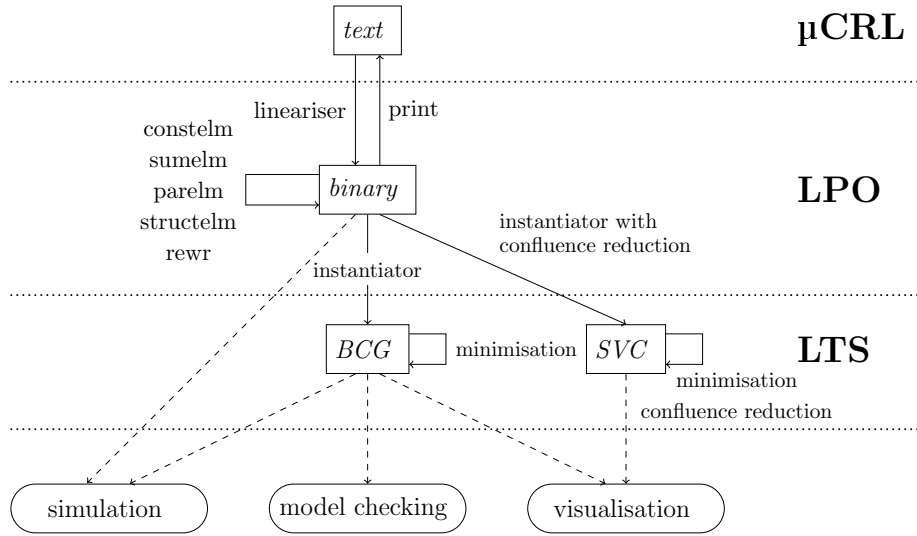 text
µCRL
lineariser
print
constelm
sumelm
parelm
structelm
rewr
binary
LPO
instantiator with
confluence reduction
instantiator
BCG
minimisation
SVC
LTS
minimisation
confluence reduction
simulation
model checking
visualisation